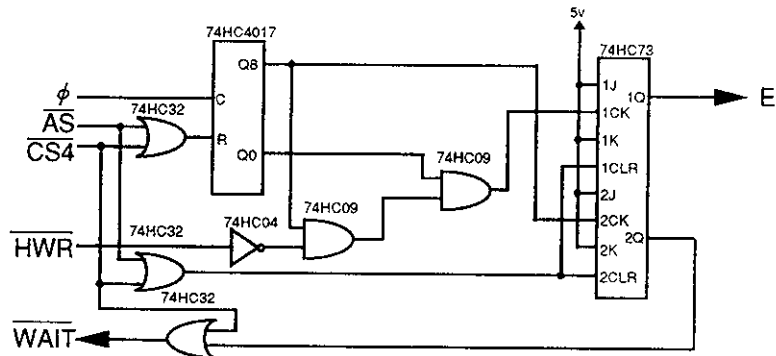 5v
74HC4017
74HC73
Q8
1J
1Q
E
φ
74HC32
C
1CK
AS
1K
R
CS4
Q0
74HC09
1CLR
2J
74HC32
74HC04
74HC09
2CK
HWR
2Q
2K
2CLR
74HC32
WAIT